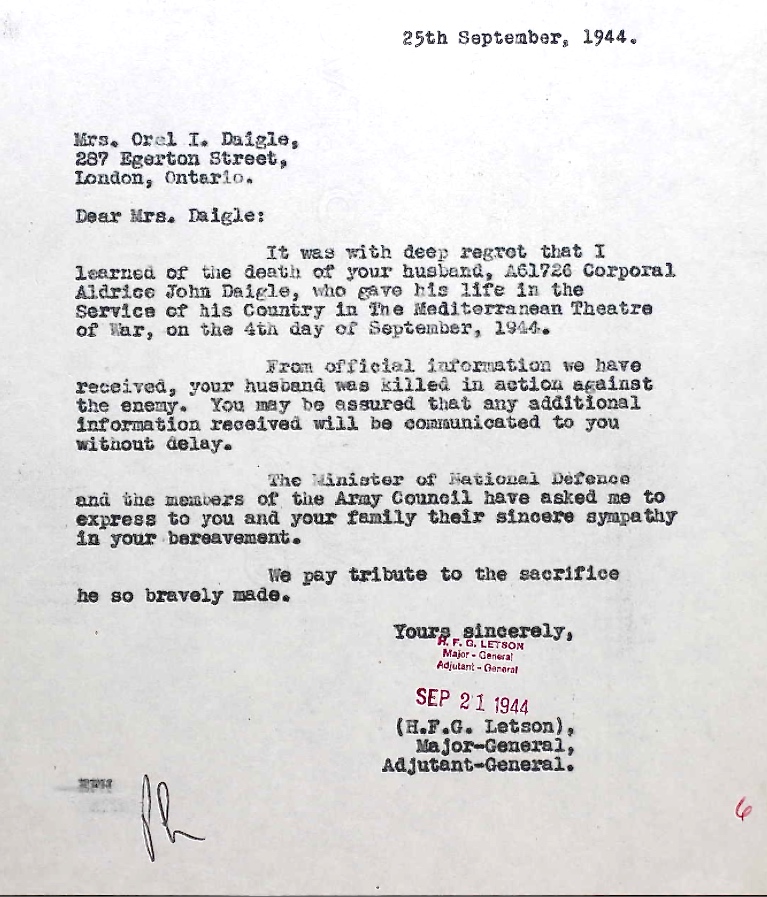 25th September, 1944.
Mrs. Orel I. Daigle,
287 Egerton Street,
London, Ontario.
Dear Mrs. Daigle:
It was with deep regret that I
learned of the death of your husband, A61726 Corporal
Aldrice John Daigle, who gave his life in the
Service of his Country in The Mediterranean Theatre
of War, on the 4th day of September, 1944.
From official information we have
received, your husband was killed in action against
the enemy. You may be assured that any additional
information received will be communicated to you
without delay.
The Minister of National Defence
and the members of the Army Council have asked me to
express to you and your family their sincere sympathy
in your bereavement.
We pay tribute to the sacrifice
he so bravely made.
Yours sincerely,
H. F. G. LETSON
Major - General
Adjutant - General
SEP 21 1944
(H.F.G. Letson),
Major-General,
Adjutant-General.
6